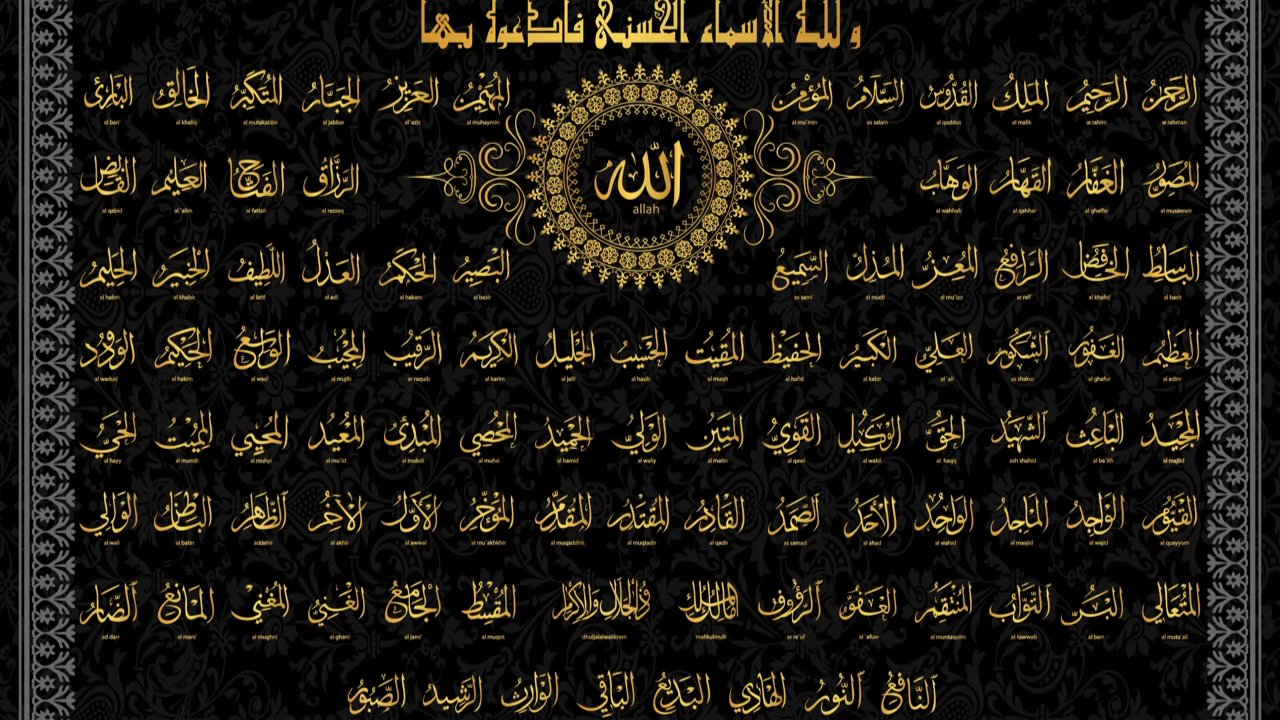 ولله الأسماء الحسنى فادعوه بها
الرحمن الرحيم الملك القدوس السلام المؤمن المهيمن العزيز الجبار المتكبر الخالق البارئ
ar rahman ar rahim al malik al quddus as salam al mu'min al muhaymin al 'aziz al jabbar al mutakabbir al khaliq al bari'
المصور الغفار القهار الوهاب الله الرزاق الفتاح العليم القابض
al musawwir al ghaffar al qahhar al wahhab allah al razzaq al fattah al 'alim al qabid
الباسط الخافض الرافع المعز المذل السميع البصير الحكم العدل اللطيف الخبير الحليم
al basit al khafid ar rafi' al mu'izz al mudil as sami' al basir al hakam al adl al latif al khabir al halim
العظيم الغفور الشكور العلي الكبير الحفيظ المقيت الحسيب الجليل الكريم الرقيب المجيب الواسع الحكيم الودود
al adim al ghafur as shakur al 'ali al kabir al hafid al muqit al hasib al jalil al karim ar raquib al mujib al wasi' al hakim al wadud
المجيد الباعث الشهيد الحق الوكيل القوي المتين الولي الحميد المحصي المبدئ المعيد المحيي المميت الحي
al majiid al ba'ith ash shahid al haqq al wakil al qawi al matin al waliy al hamid al muhsi al mubdi al mu'id al muhyi al mumiti al hayy
القيوم الواجد الماجد الواحد الأحد الصمد القادر المقتدر المقدم المؤخر الأول الآخر الظاهر الباطن الوالي
al quayyum al wajid al maajid al wahid al ahad as samad al qadir al muqtadir al muqaddim al mu'akhkhir al awwal al akhir addahir al batin al wali
المتعالي البر التواب المنتقم العفو الرؤوف مالك الملك ذو الجلال والإكرام المقسط الجامع الغني المغني المانع الضار
al muta'ali al barr at tawwab al muntaquim al 'afuw ar ra'uf malikulmulk dhuljalalwalikram al muqsit al jami' al ghani al mughni al mani' ad darr
النافع النور الهادي البديع الباقي الوارث الرشيد الصبور